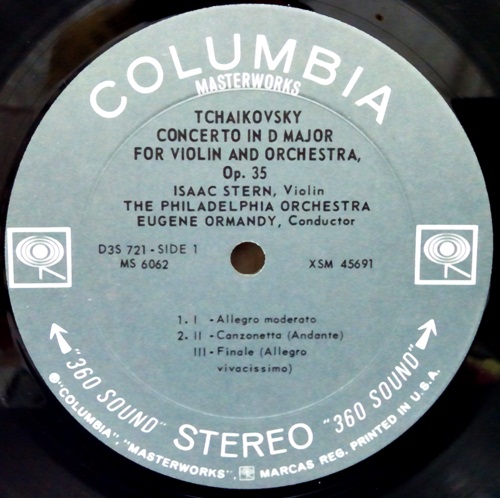 COLUMBIA
MASTERWORKS
TCHAIKOVSKY
CONCERTO IN D MAJOR
FOR VIOLIN AND ORCHESTRA,
Op. 35
ISAAC STERN, Violin
THE PHILADELPHIA ORCHESTRA
EUGENE ORMANDY, Conductor
D3S 721 - SIDE 1
MS 6062
XSM 45691
1. I - Allegro moderato
2. II - Canzonetta (Andante)
III - Finale (Allegro
vivacissimo)
"360 SOUND" STEREO "360 SOUND"
® "COLUMBIA", "MASTERWORKS", MARCAS REG. PRINTED IN U.S.A.